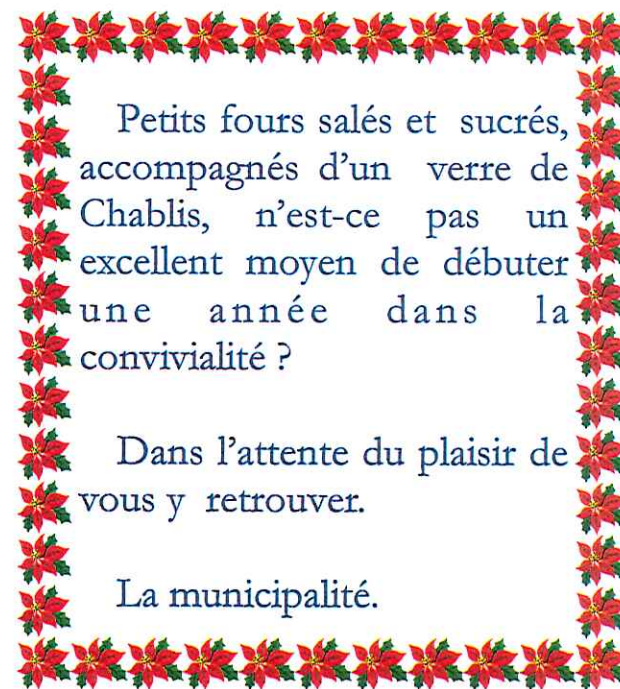 Petits fours salés et sucrés,
accompagnés d'un verre de
Chablis, n'est-ce pas un
excellent moyen de débuter
une année dans la
convivialité ?
Dans l'attente du plaisir de
vous y retrouver.
La municipalité.